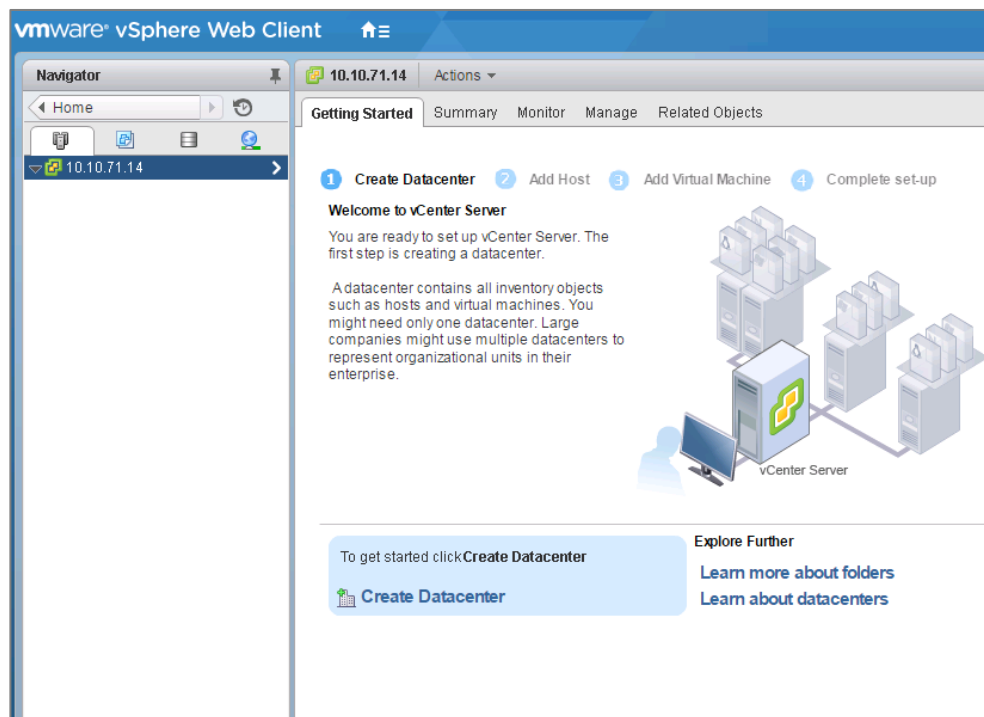 vmware® vSphere Web Client
Navigator
10.10.71.14 Actions
Home
Getting Started Summary Monitor Manage Related Objects
10.10.71.14
1 Create Datacenter 2 Add Host 3 Add Virtual Machine 4 Complete set-up
Welcome to vCenter Server
You are ready to set up vCenter Server. The
first step is creating a datacenter.
A datacenter contains all inventory objects
such as hosts and virtual machines. You
might need only one datacenter. Large
companies might use multiple datacenters to
represent organizational units in their
enterprise.
vCenter Server
To get started click Create Datacenter
Create Datacenter
Explore Further
Learn more about folders
Learn about datacenters